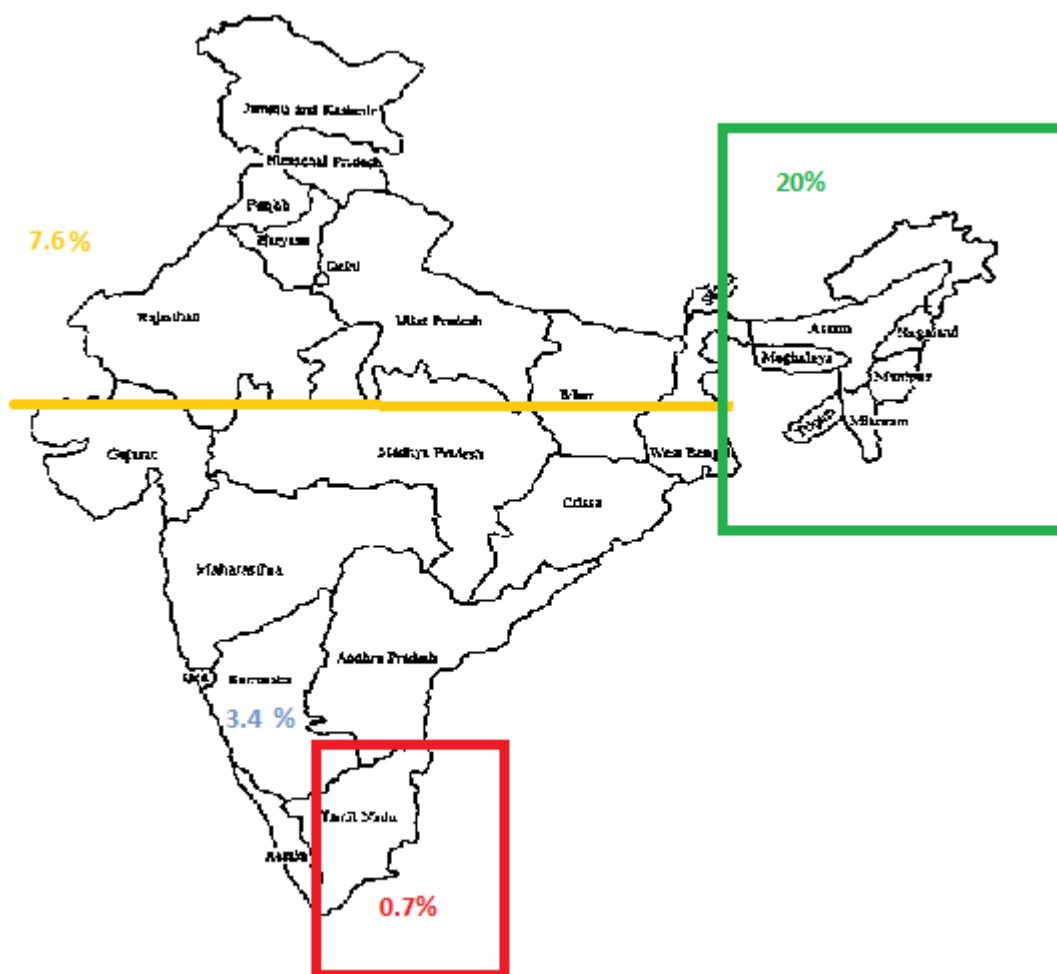 Jammu and Kashmir
Himachal Pradesh
Punjab
20%
7.6%
Haryana
Delhi
Rajasthan
Uttar Pradesh
Assam
Nagaland
Meghalaya
Manipur
Bihar
Mizoram
Gujarat
Madhya Pradesh
West Bengal
Orissa
Maharashtra
Andhra Pradesh
Goa
Karnataka
3.4 %
Tamil Nadu
0.7%